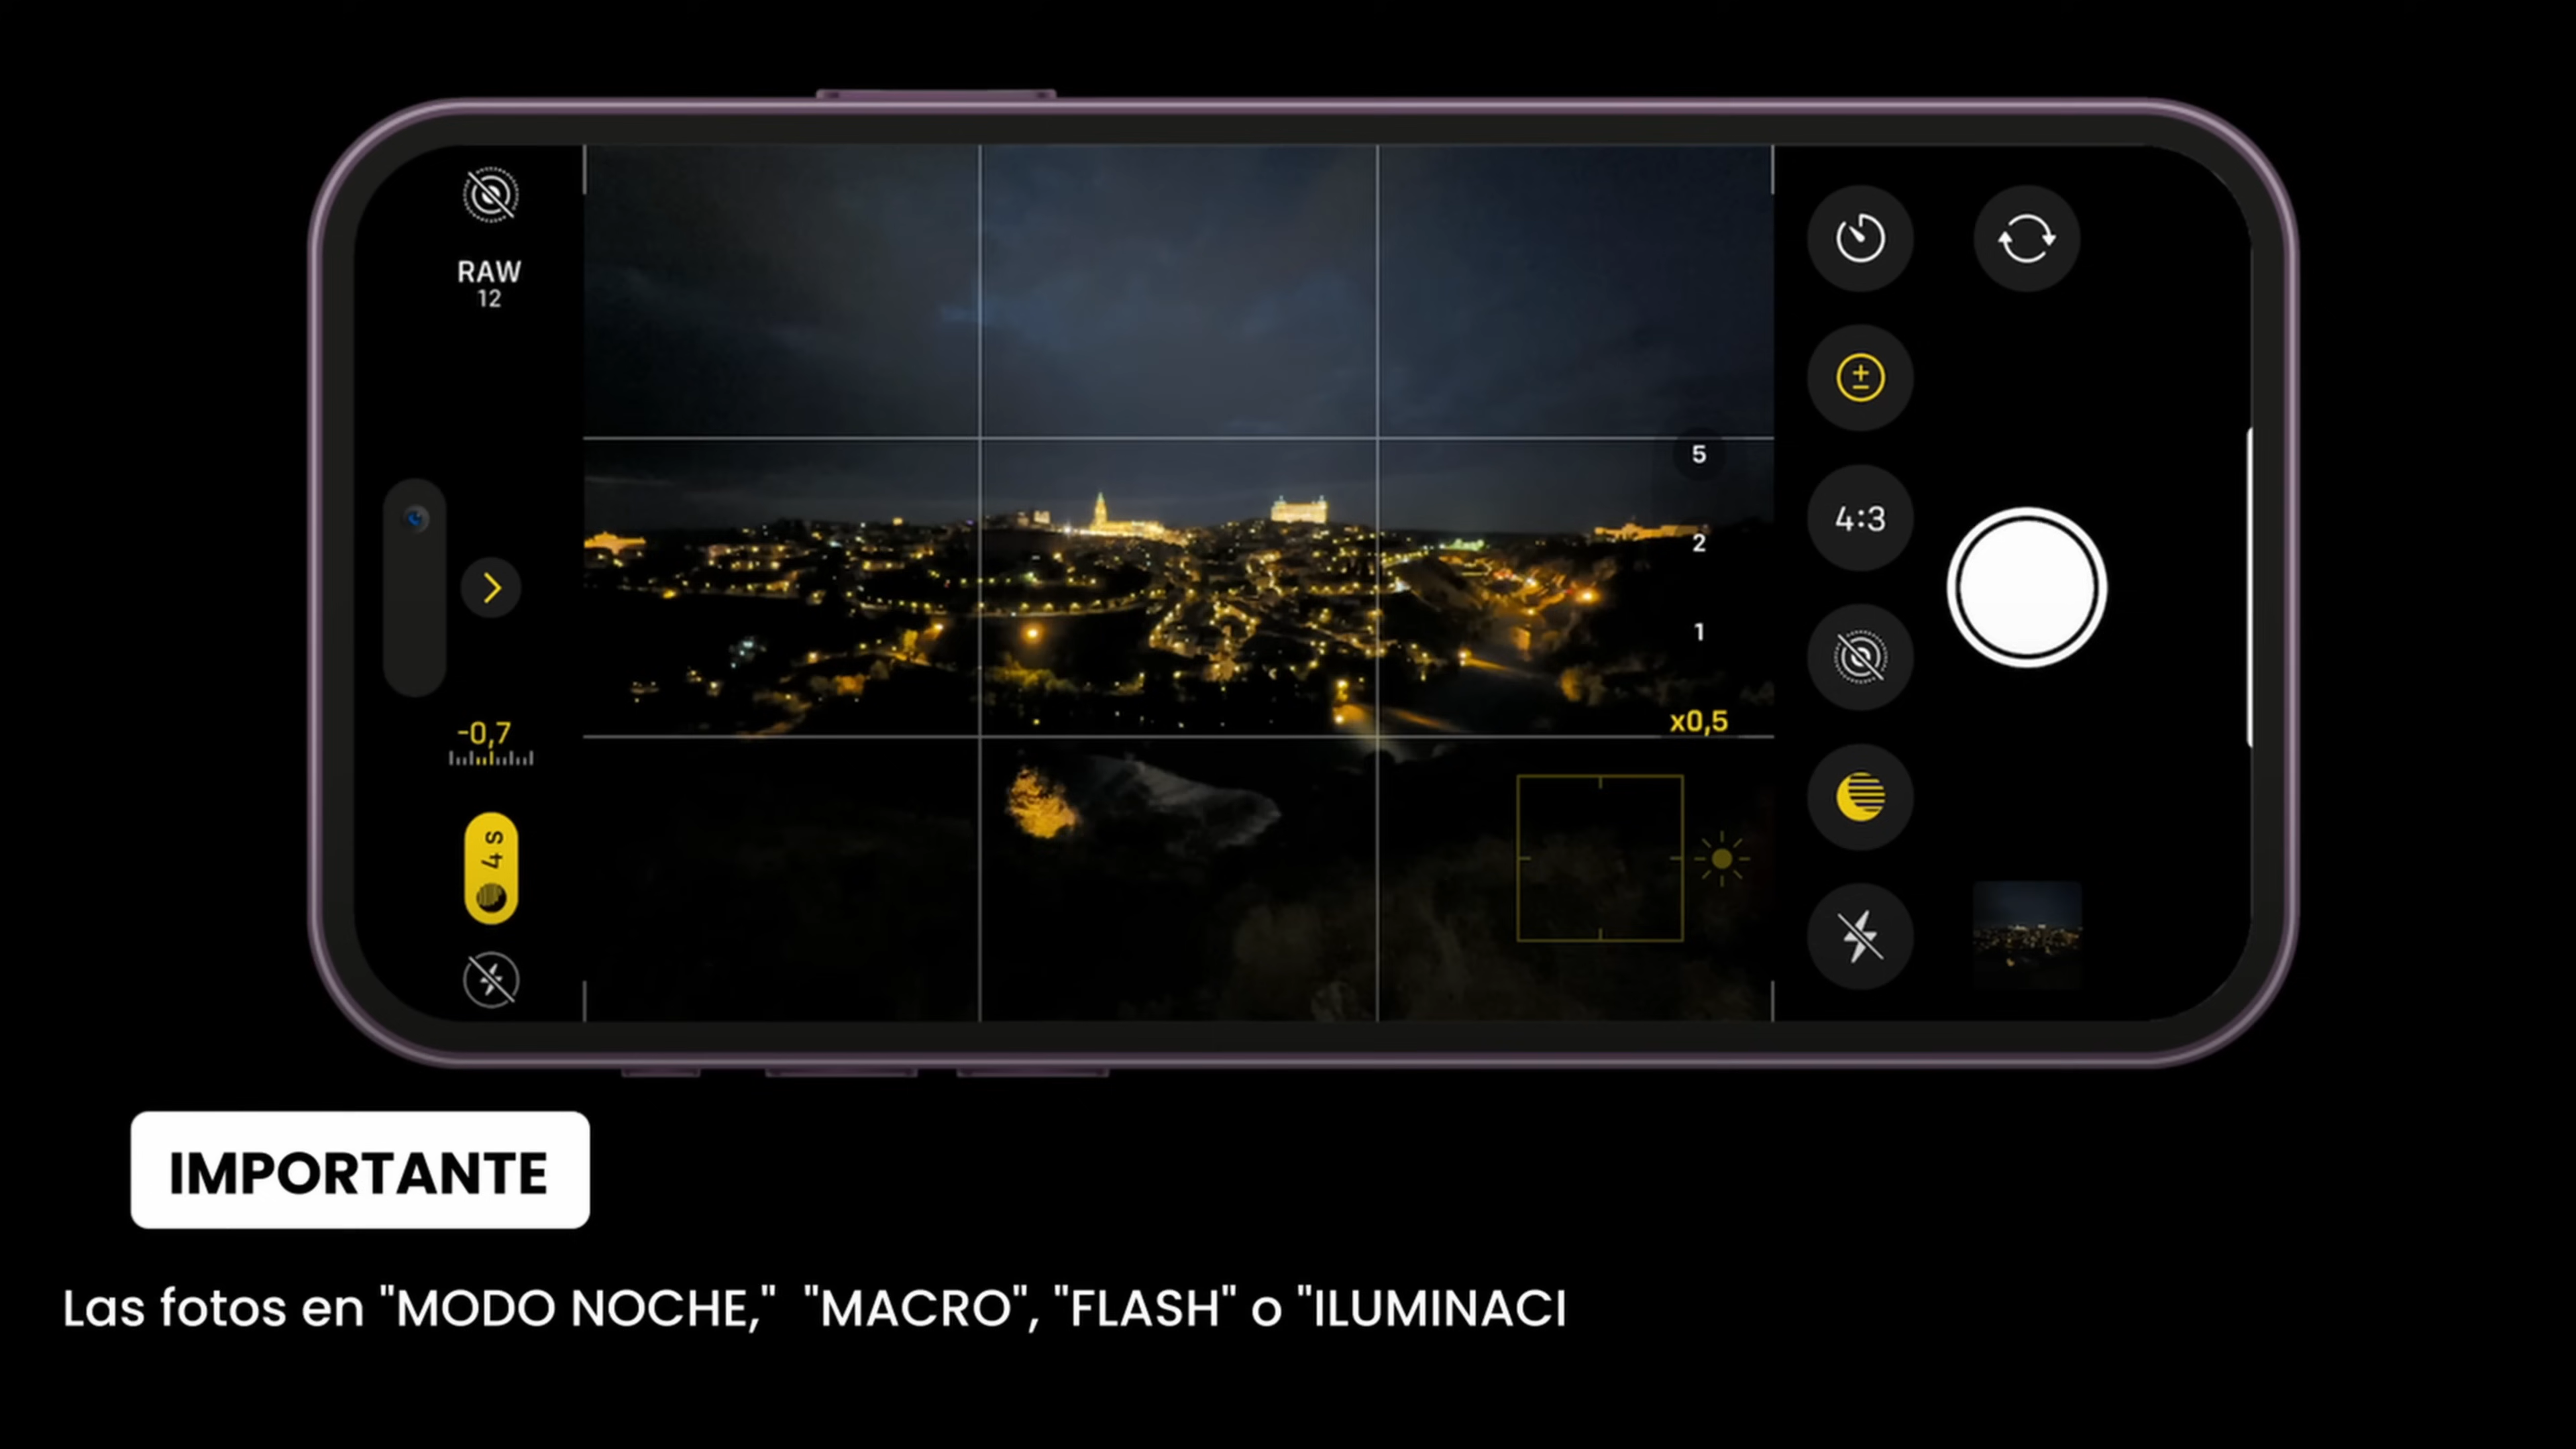 RAW
12
5
4:3
2
1
-0,7
x0,5
4 s
IMPORTANTE
Las fotos en "MODO NOCHE,"  "MACRO", "FLASH" o "ILUMINACI